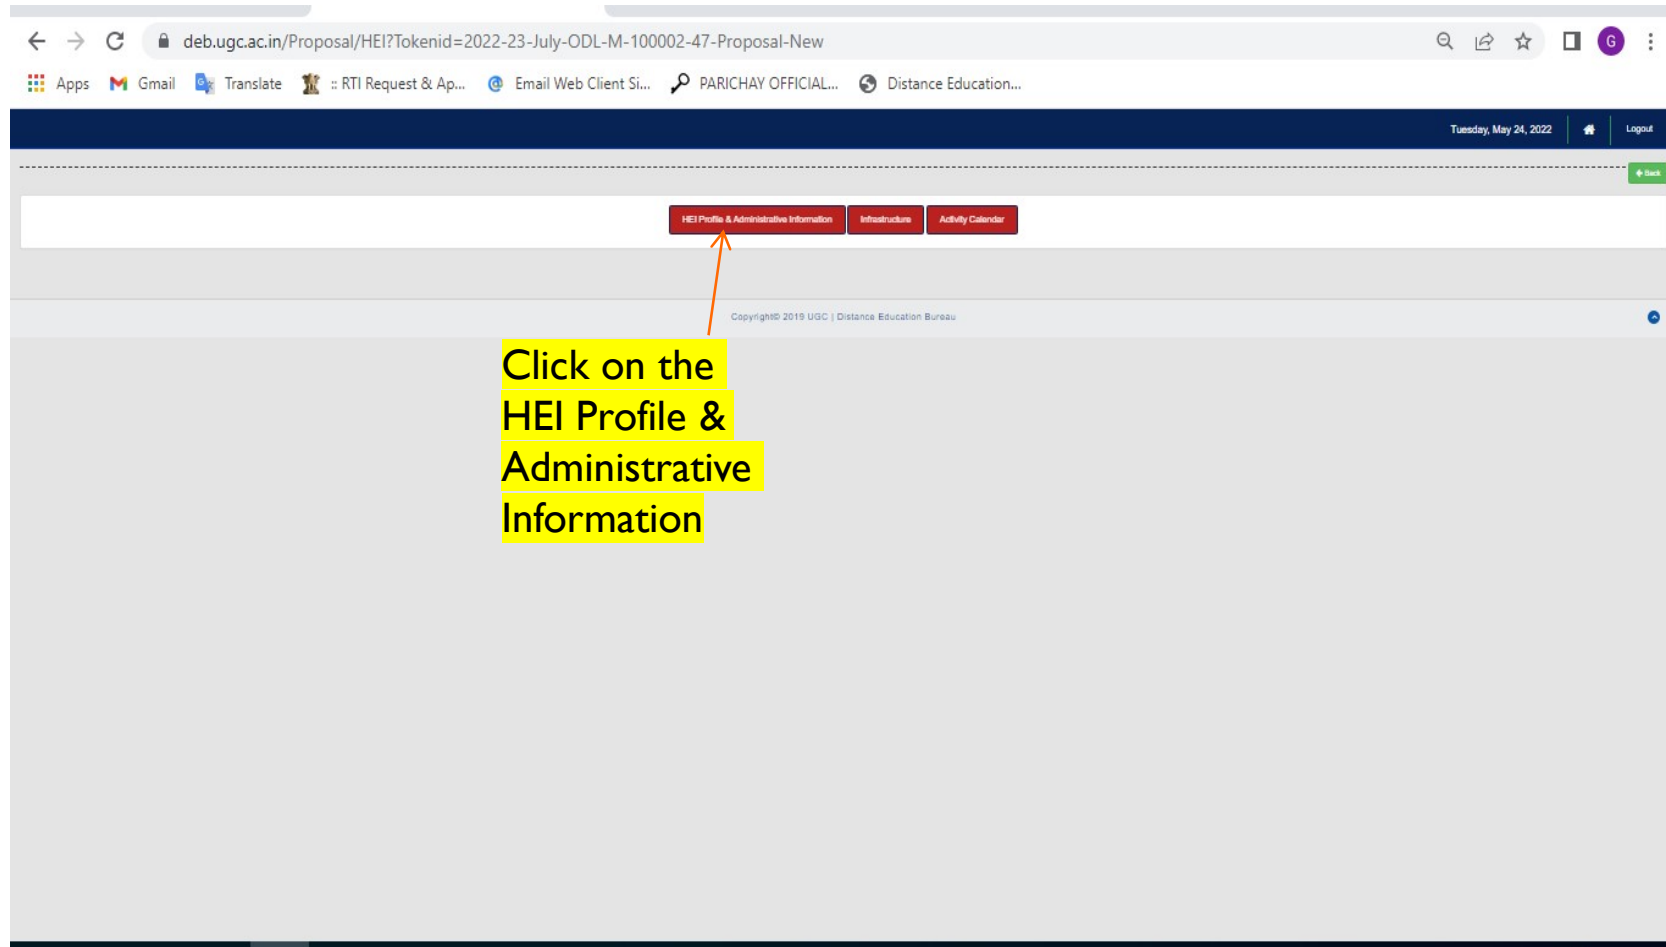 deb.ugc.ac.in/Proposal/HEI?Tokenid=2022-23-July-ODL-M-100002-47-Proposal-New
G
Apps Gmail Translate :: RTI Request & Ap... Email Web Client Si... PARICHAY OFFICIAL... Distance Education...
Tuesday, May 24, 2022 Logout
Back
HEI Profile & Administrative Information Infrastructure Activity Calendar
Copyright© 2019 UGC | Distance Education Bureau
Click on the
HEI Profile &
Administrative
Information